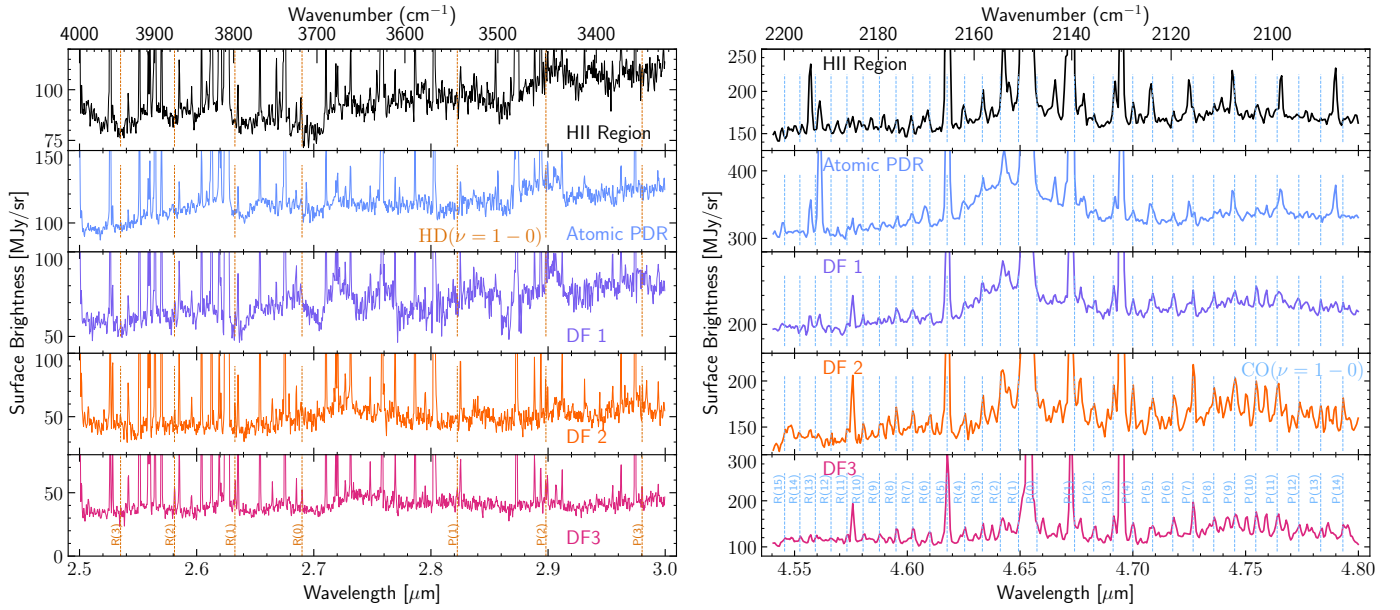 Wavenumber (cm⁻¹)
4000 3900 3800 3700 3600 3500 3400
100
75
HII Region
150
100
HD(ν = 1 − 0)
Atomic PDR
100
50
DF 1
100
50
DF 2
50
0
R(3) R(2) R(1) R(0) P(1) P(2) P(3)
DF3
2.5 2.6 2.7 2.8 2.9 3.0
Wavelength [μm]
Surface Brightness [MJy/sr]
Wavenumber (cm⁻¹)
2200 2180 2160 2140 2120 2100
250
200
150
HII Region
400
300
Atomic PDR
200
DF 1
200
150
DF 2
CO(ν = 1 − 0)
300
200
100
DF3
R(15) R(14) R(13) R(12) R(11) R(10) R(9) R(8) R(7) R(6) R(5) R(4) R(3) R(2) R(1) P(1) P(2) P(3) P(5) P(6) P(7) P(8) P(9) P(10) P(11) P(12) P(13) P(14)
4.55 4.60 4.65 4.70 4.75 4.80
Wavelength [μm]
Surface Brightness [MJy/sr]